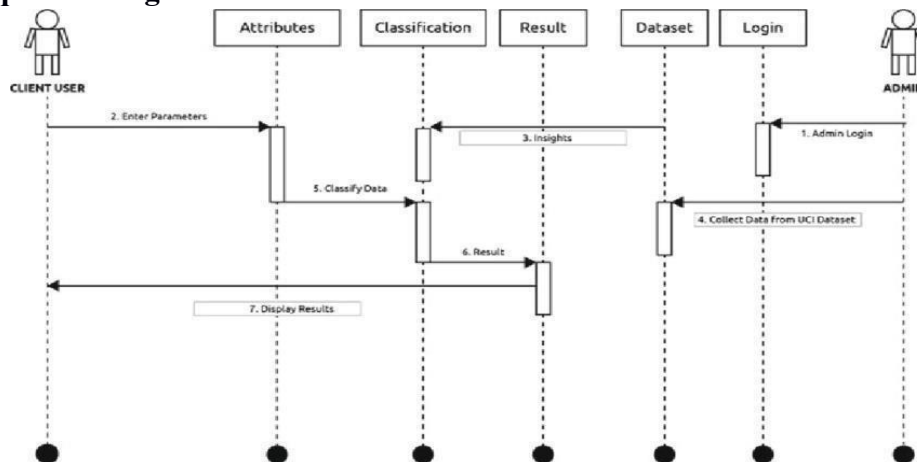 Attributes
Classification
Result
Dataset
Login
CLIENT USER
ADMIN
2. Enter Parameters
3. Insights
1. Admin Login
5. Classify Data
4. Collect Data from UCI Dataset
6. Result
7. Display Results